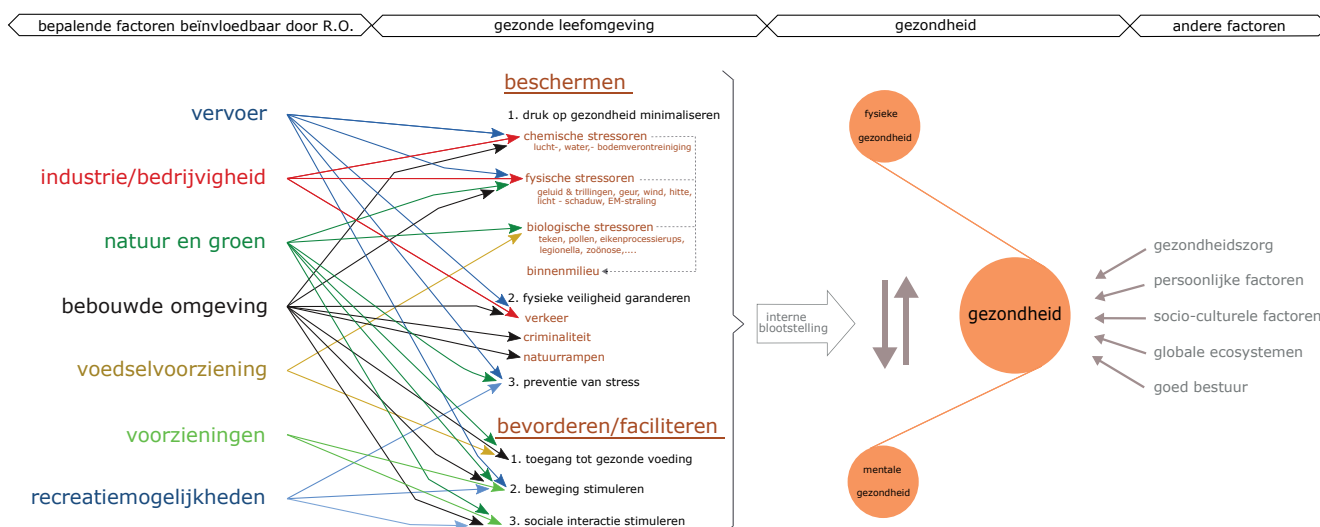 bepalende factoren beïnvloedbaar door R.O.
gezonde leefomgeving
gezondheid
andere factoren
vervoer
industrie/bedrijvigheid
natuur en groen
bebouwde omgeving
voedselvoorziening
voorzieningen
recreatiemogelijkheden
beschermen
1. druk op gezondheid minimaliseren
chemische stressoren
lucht-, water,- bodemverontreiniging
fysische stressoren
geluid & trillingen, geur, wind, hitte,
licht - schaduw, EM-straling
biologische stressoren
teken, pollen, eikenprocessierups,
legionella, zoönose,....
binnenmilieu
2. fysieke veiligheid garanderen
verkeer
criminaliteit
natuurrampen
3. preventie van stress
bevorderen/faciliteren
1. toegang tot gezonde voeding
2. beweging stimuleren
3. sociale interactie stimuleren
interne
blootstelling
fysieke
gezondheid
gezondheid
mentale
gezondheid
gezondheidszorg
persoonlijke factoren
socio-culturele factoren
globale ecosystemen
goed bestuur